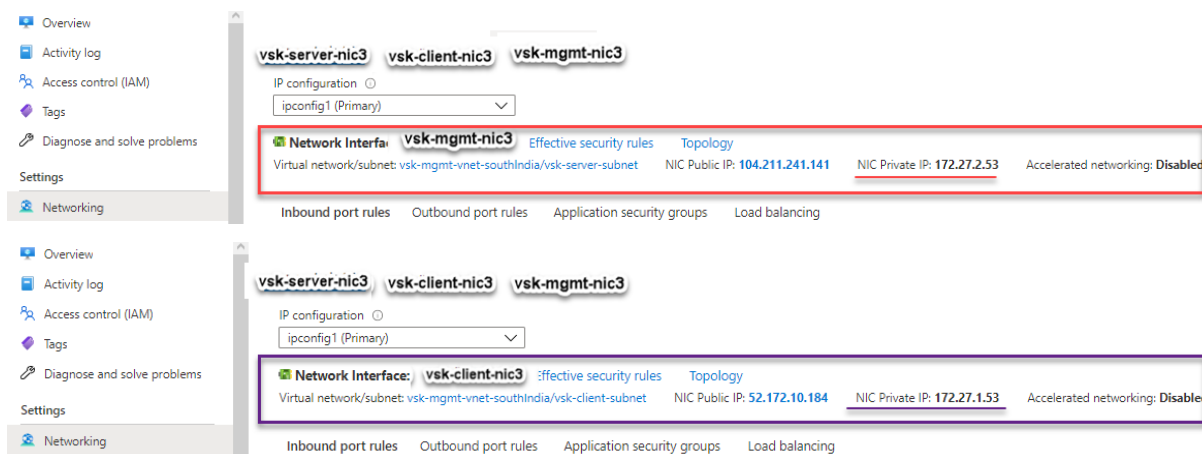 Overview
Activity log
Access control (IAM)
Tags
Diagnose and solve problems
Settings
Networking
vsk-server-nic3 vsk-client-nic3 vsk-mgmt-nic3
IP configuration
ipconfig1 (Primary)
Network Interfa vsk-mgmt-nic3 Effective security rules Topology
Virtual network/subnet: vsk-mgmt-vnet-southIndia/vsk-server-subnet NIC Public IP: 104.211.241.141 NIC Private IP: 172.27.2.53 Accelerated networking: Disabled
Inbound port rules Outbound port rules Application security groups Load balancing
Overview
Activity log
Access control (IAM)
Tags
Diagnose and solve problems
Settings
Networking
vsk-server-nic3 vsk-client-nic3 vsk-mgmt-nic3
IP configuration
ipconfig1 (Primary)
Network Interface: vsk-client-nic3 Effective security rules Topology
Virtual network/subnet: vsk-mgmt-vnet-southIndia/vsk-client-subnet NIC Public IP: 52.172.10.184 NIC Private IP: 172.27.1.53 Accelerated networking: Disabled
Inbound port rules Outbound port rules Application security groups Load balancing